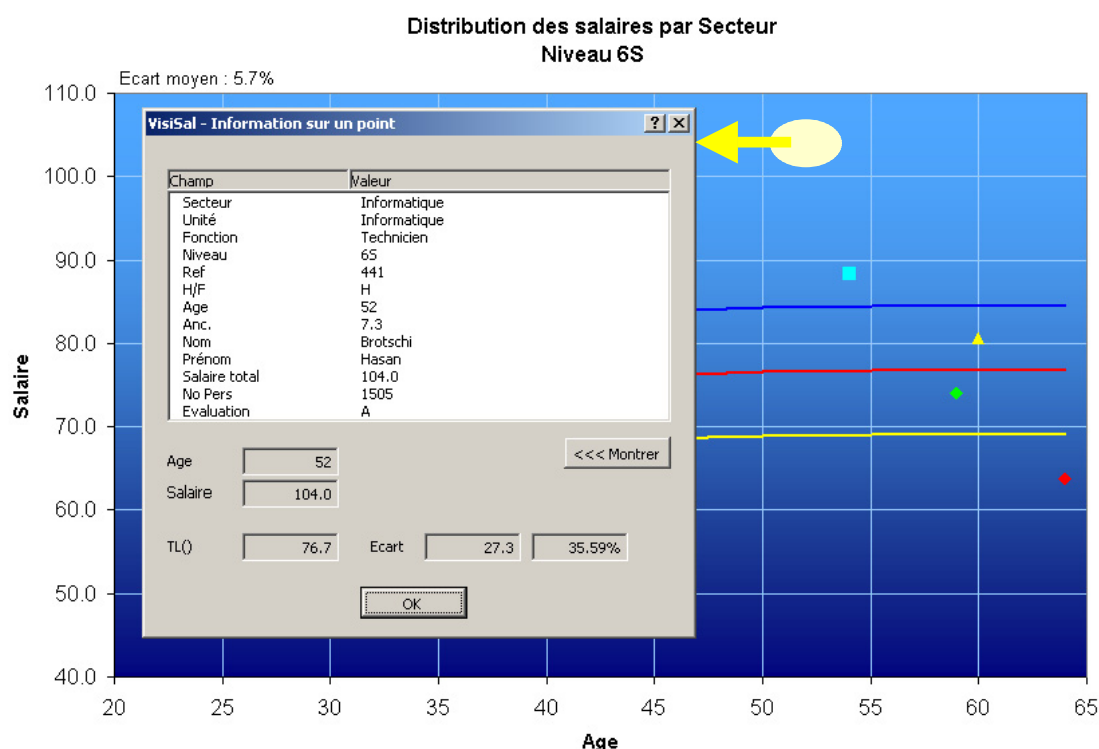 Distribution des salaires par Secteur
Niveau 6S
Ecart moyen : 5.7%
110.0
100.0
90.0
80.0
70.0
60.0
50.0
40.0
Salaire
VisiSal - Information sur un point
Champ Valeur
Secteur Informatique
Unité Informatique
Fonction Technicien
Niveau 6S
Ref 441
H/F H
Age 52
Anc. 7.3
Nom Brotschi
Prénom Hasan
Salaire total 104.0
No Pers 1505
Evaluation A
<<< Montrer
Age 52
Salaire 104.0
TL() 76.7 Ecart 27.3 35.59%
OK
20 25 30 35 40 45 50 55 60 65
Age